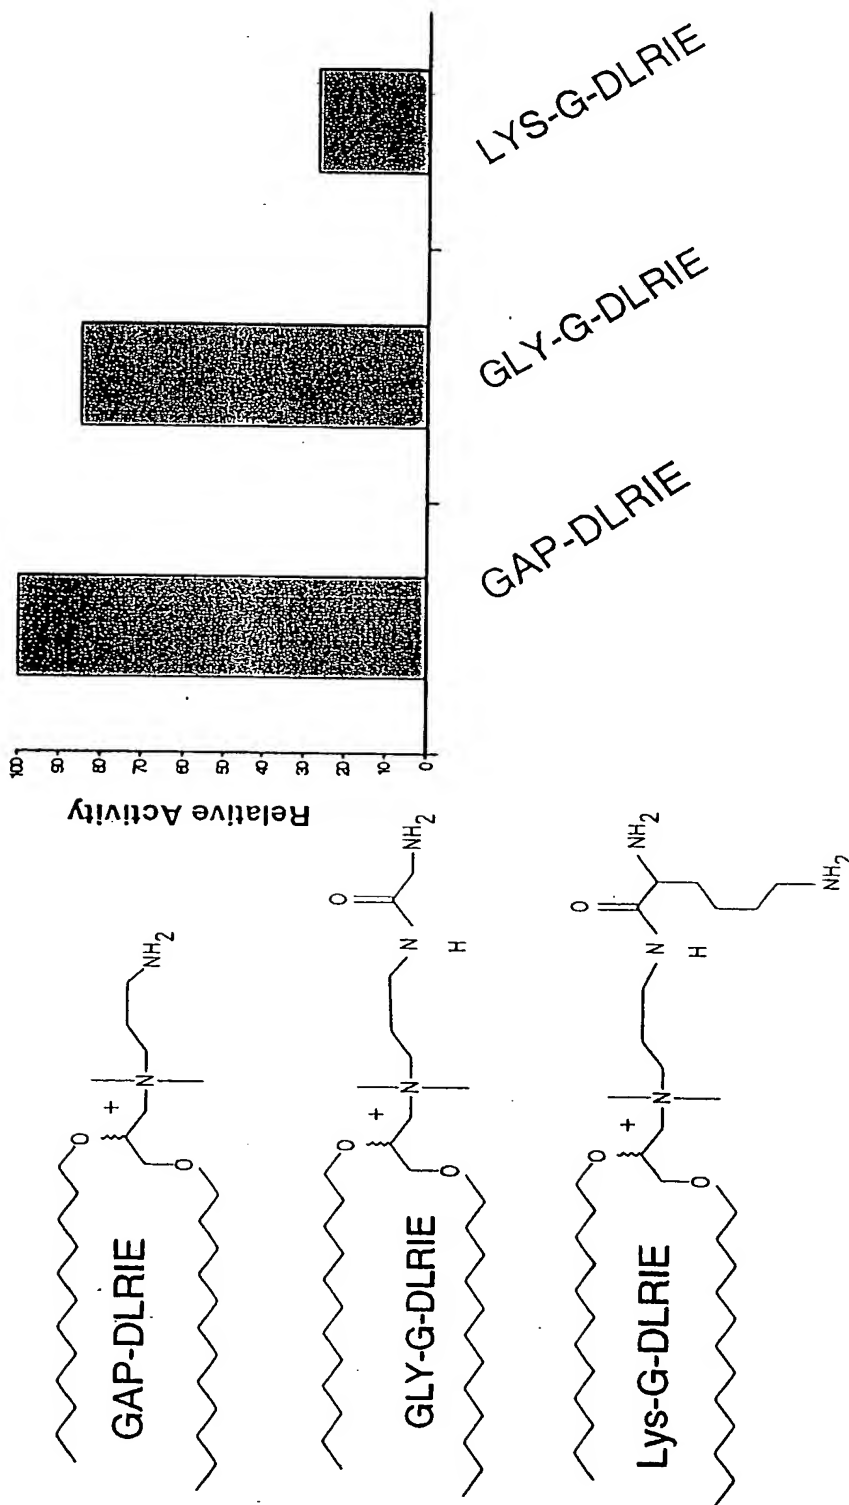 GAP-DLRIE
O
O
+
N
NH2
GLY-G-DLRIE
O
O
+
N
N
H
O
NH2
Lys-G-DLRIE
O
O
+
N
N
H
O
NH2
NH2
Relative Activity
100
90
80
70
60
50
40
30
20
10
0
GAP-DLRIE
GLY-G-DLRIE
LYS-G-DLRIE